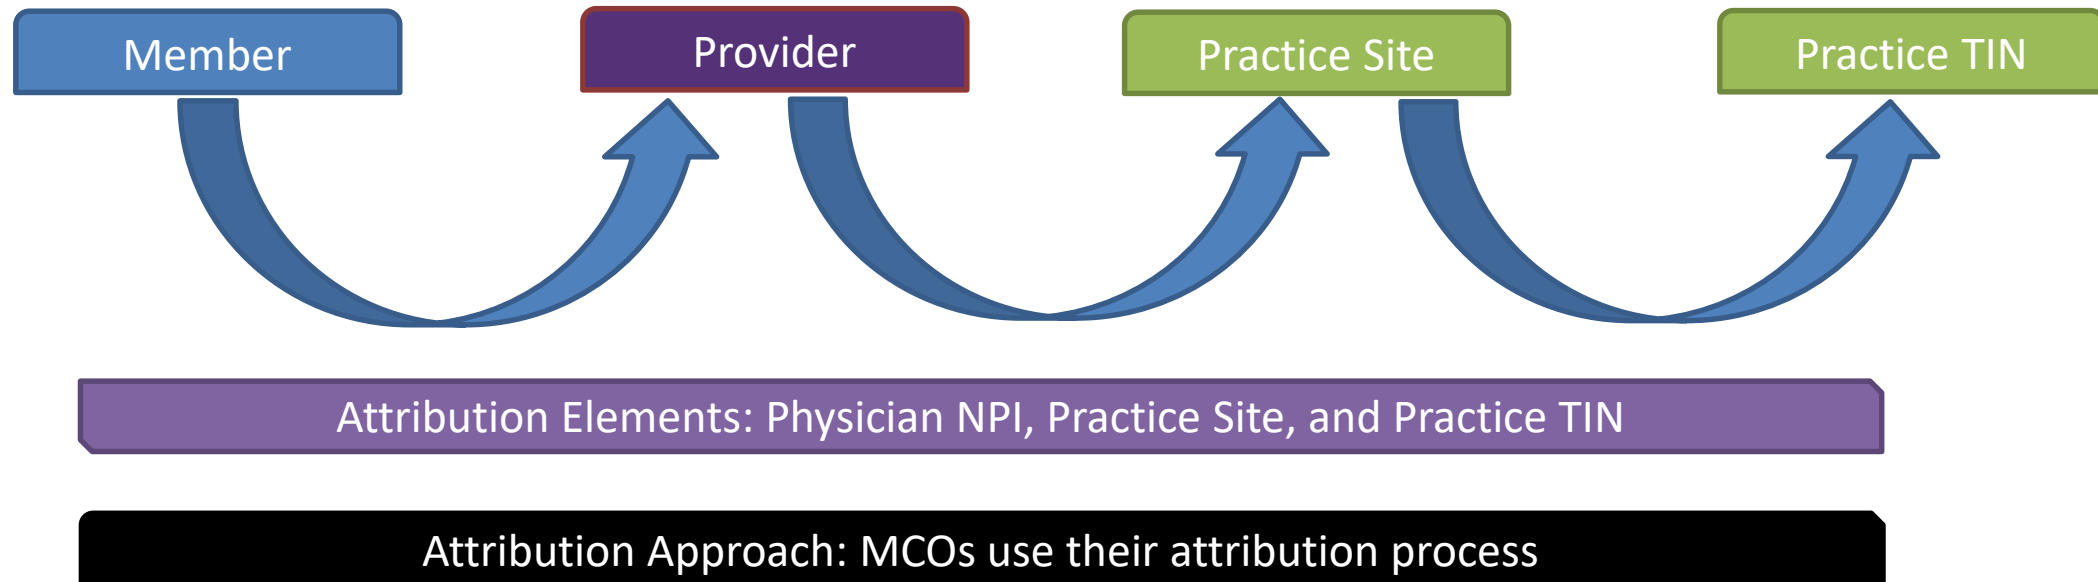 Member
Provider
Practice Site
Practice TIN
Attribution Elements: Physician NPI, Practice Site, and Practice TIN
Attribution Approach: MCOs use their attribution process